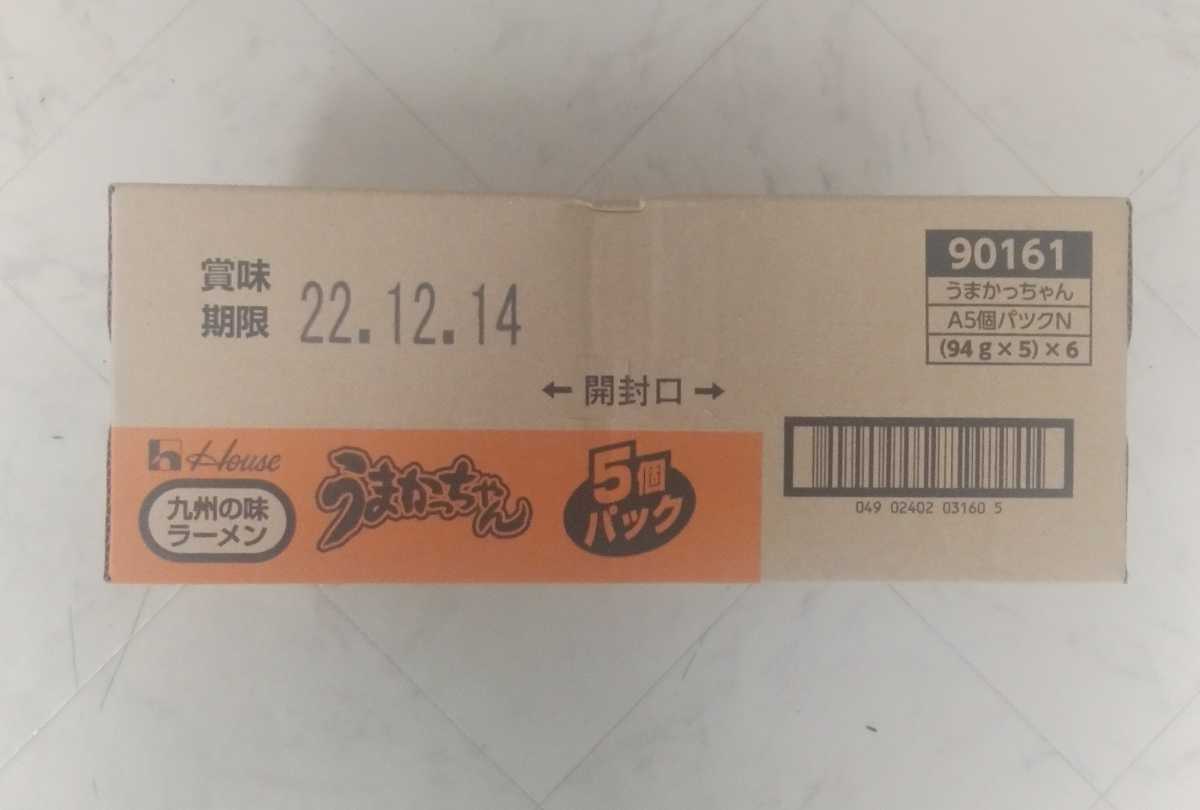 賞味
期限
22.12.14
90161
うまかっちゃん
A5個パツクN
(94g×5)×6
←開封口→
House
九州の味
ラーメン
うまかっちゃん
5個
パック
049 02402 03160 5